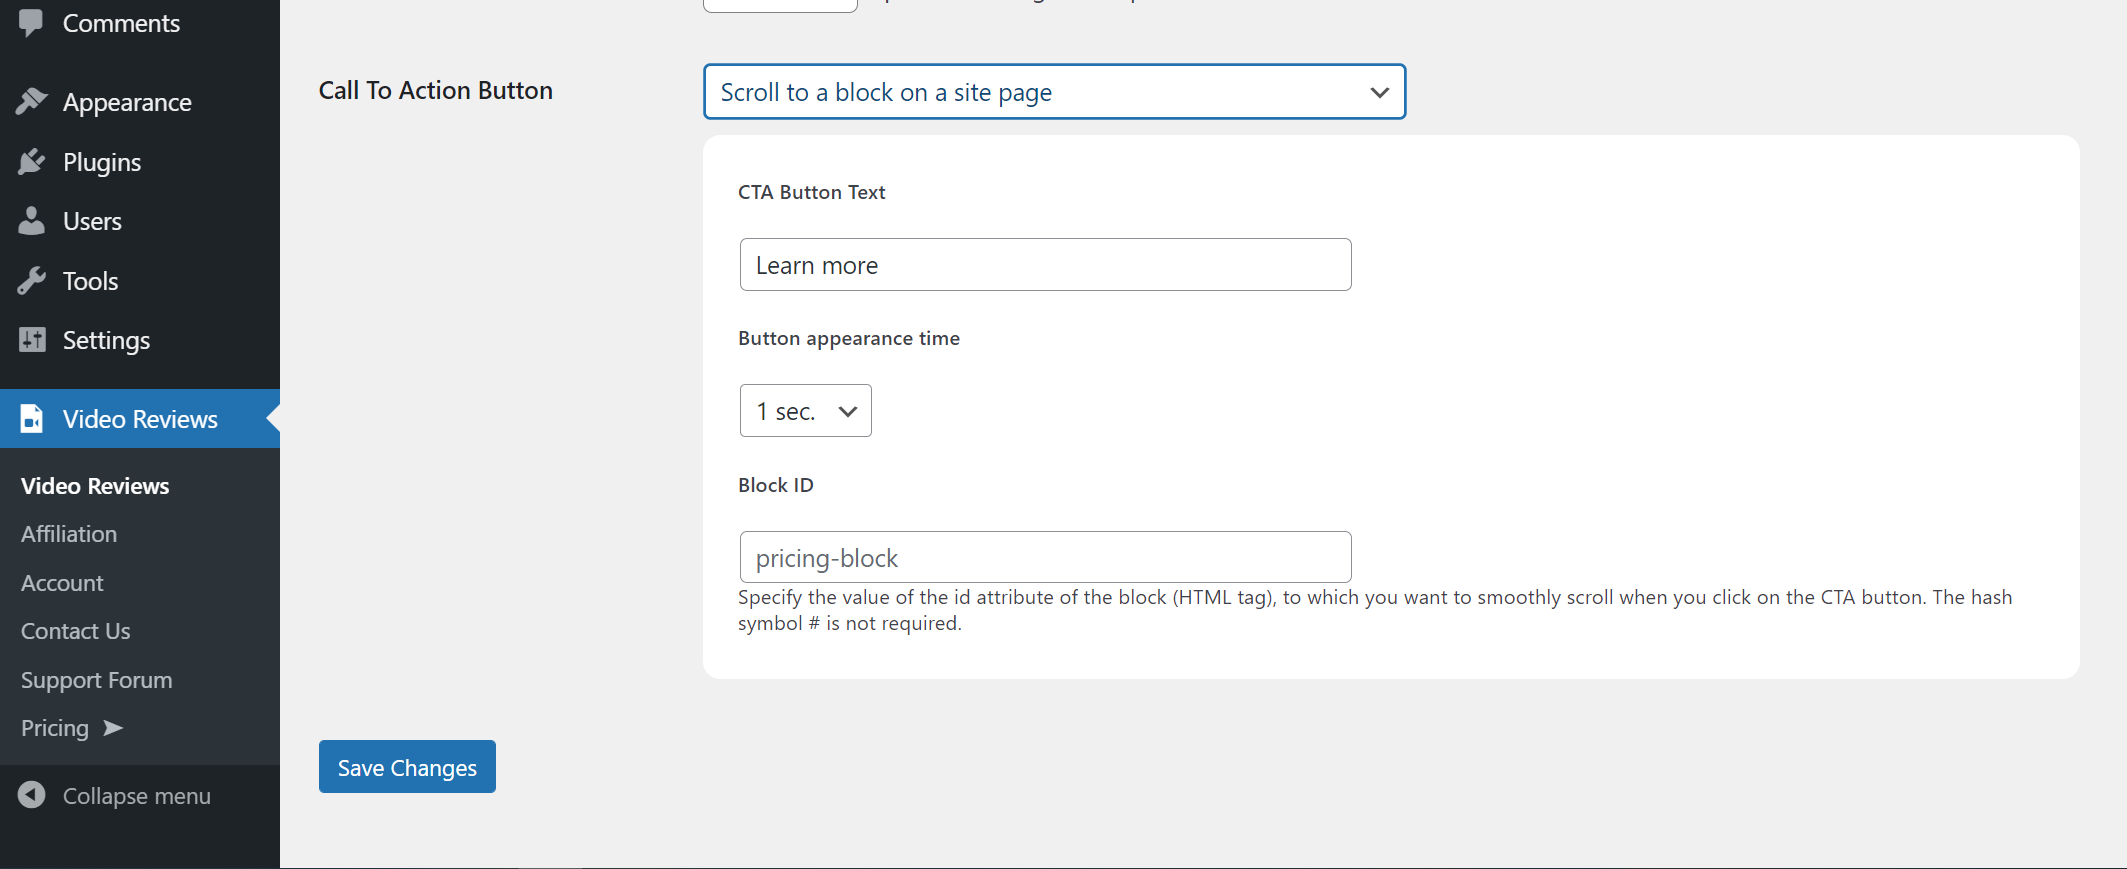 Comments
Appearance
Plugins
Users
Tools
Settings
Video Reviews
Video Reviews
Affiliation
Account
Contact Us
Support Forum
Pricing ➤
Collapse menu
Call To Action Button
Scroll to a block on a site page
CTA Button Text
Learn more
Button appearance time
1 sec.
Block ID
pricing-block
Specify the value of the id attribute of the block (HTML tag), to which you want to smoothly scroll when you click on the CTA button. The hash
symbol # is not required.
Save Changes